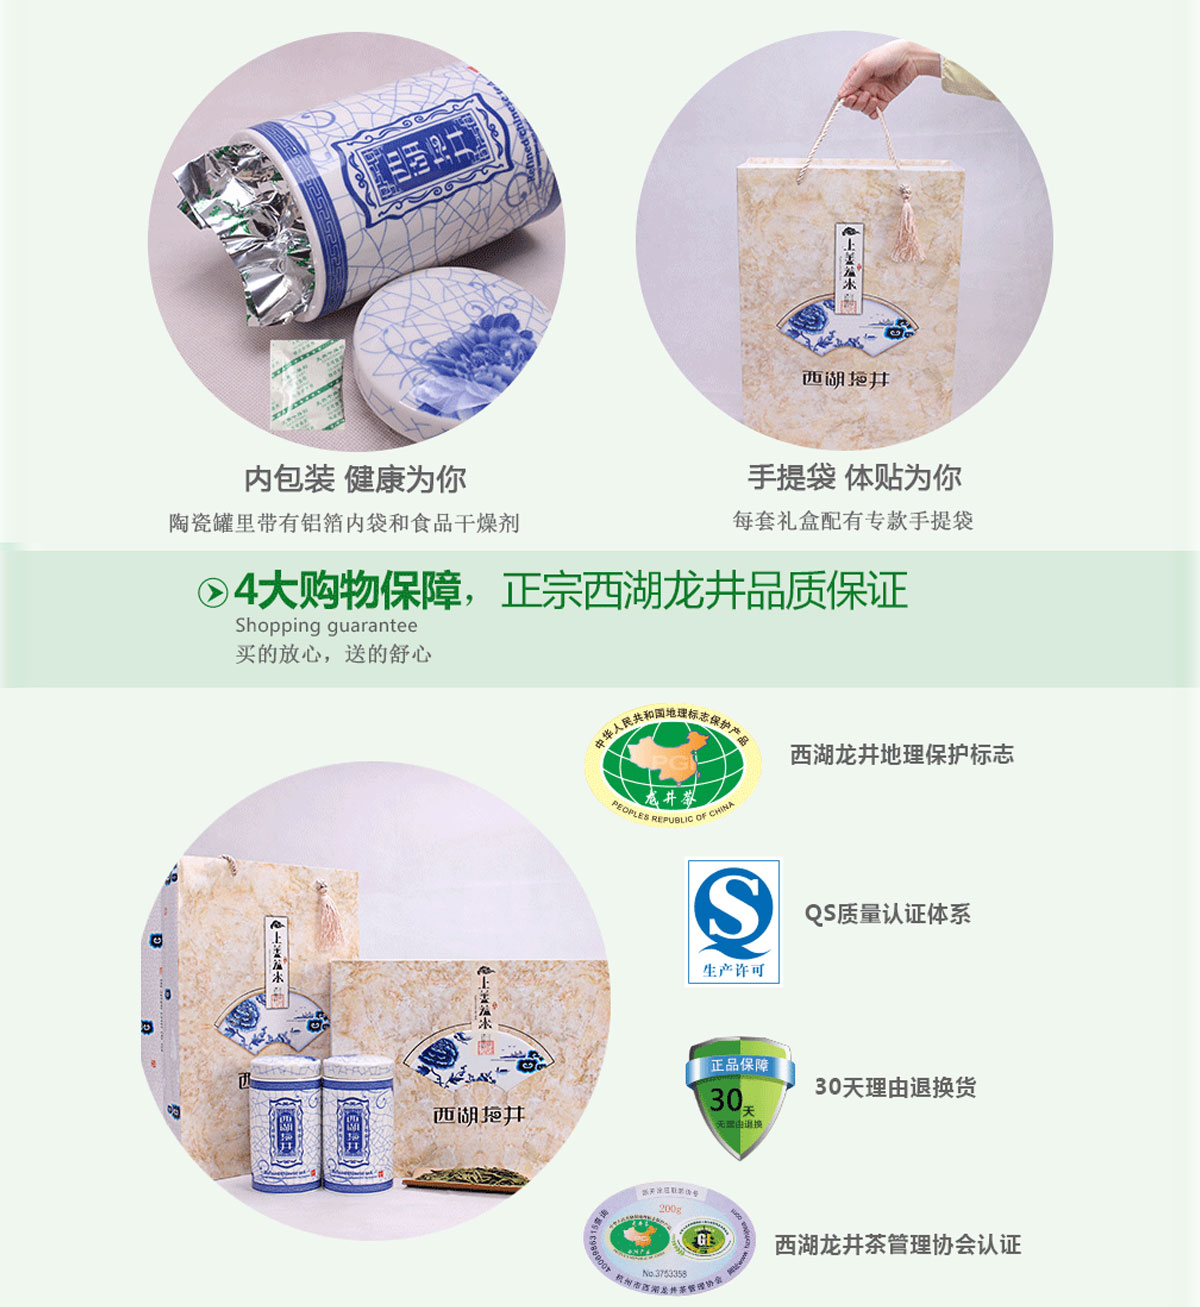 西湖龙井
Refined chinese tea
上善若水
西湖龙井
内包装 健康为你
手提袋 体贴为你
陶瓷罐里带有铝箔内袋和食品干燥剂
每套礼盒配有专款手提袋
4大购物保障，正宗西湖龙井品质保证
Shopping guarantee
买的放心，送的舒心
中华人民共和国地理标志保护产品
PGI
龙井茶
PEOPLES REPUBLIC OF CHINA
西湖龙井地理保护标志
QS
生产许可
QS质量认证体系
正品保障
30天
无理由退换
30天理由退换货
上善若水
上善若水
西湖龙井
西湖龙井
西湖龙井
西
200g
No.3753358
杭州市西湖龙井茶管理协会
西湖龙井茶管理协会认证